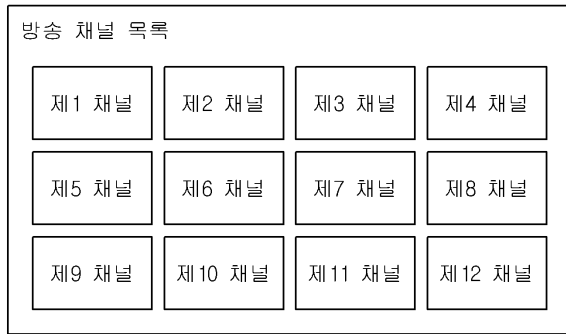 방송 채널 목록
제1 채널 제2 채널 제3 채널 제4 채널
제5 채널 제6 채널 제7 채널 제8 채널
제9 채널 제10 채널 제11 채널 제12 채널